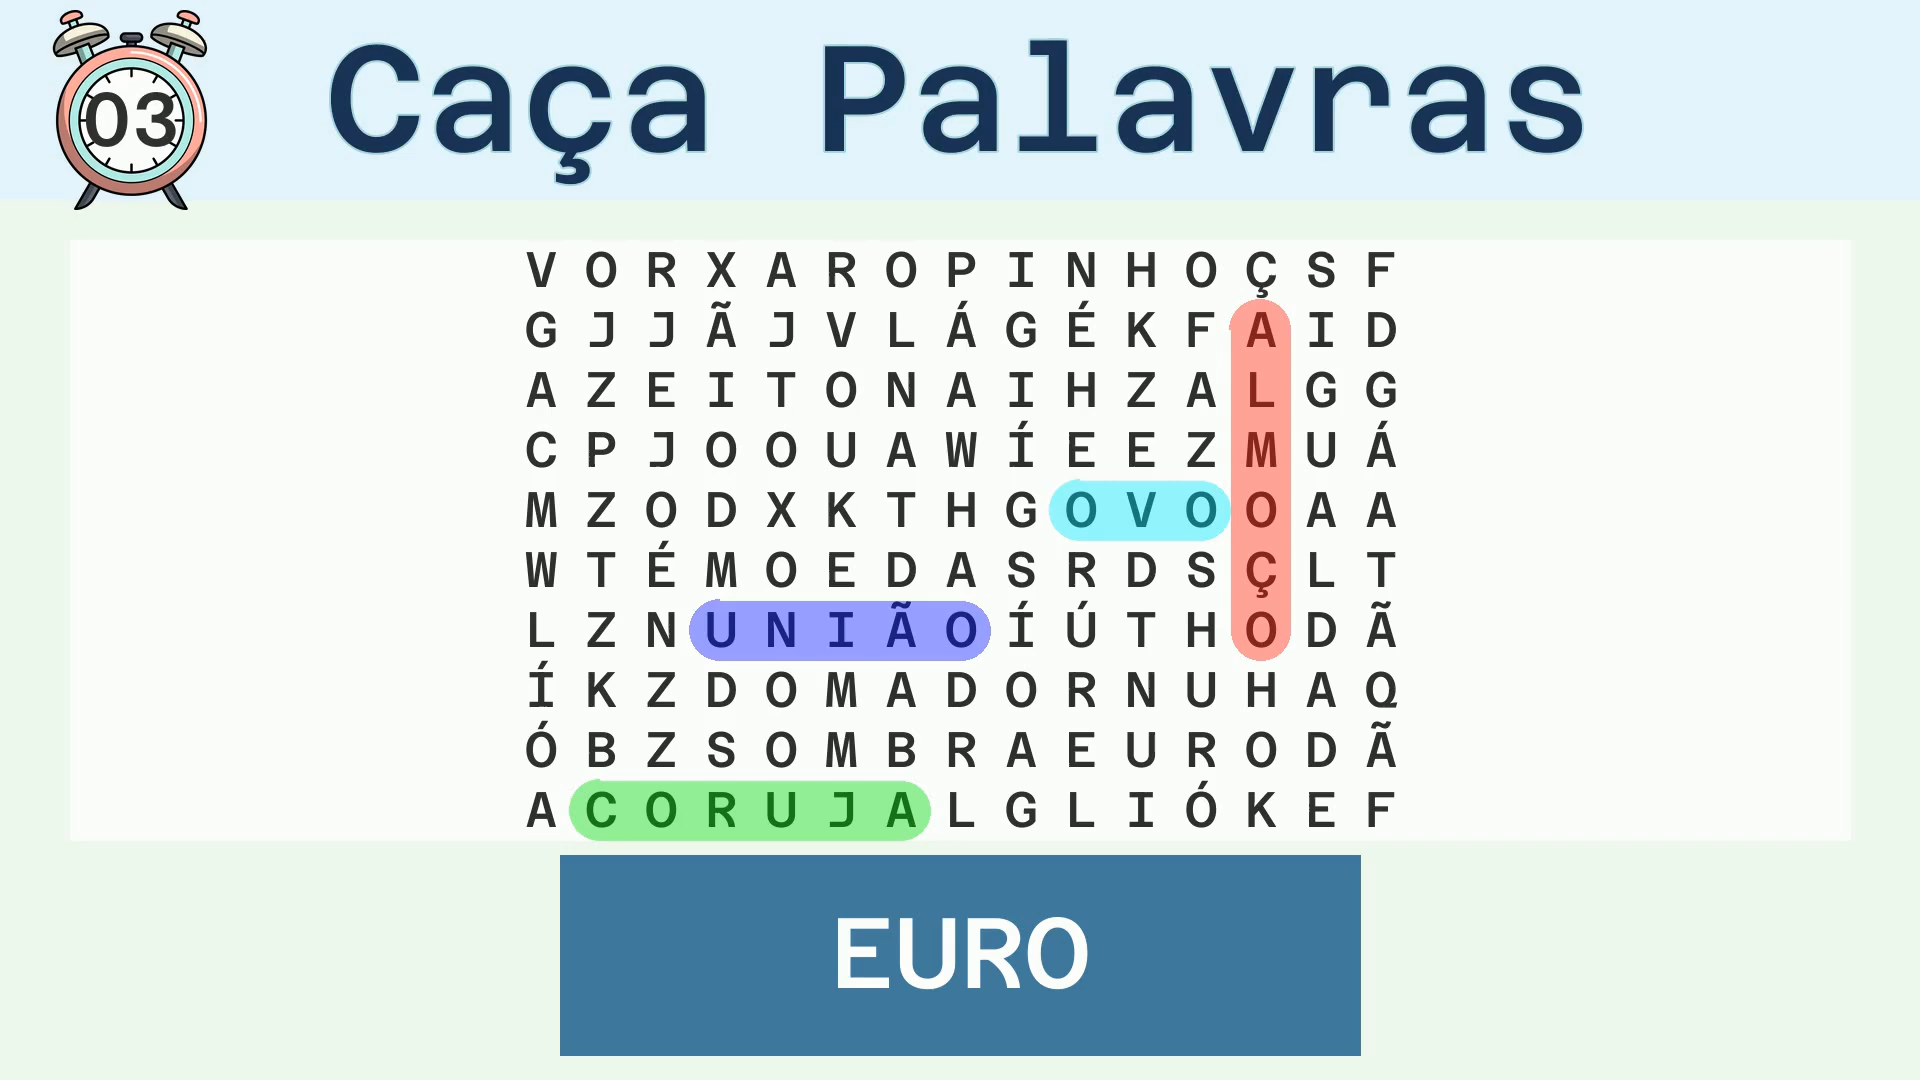 03
Caça Palavras
V O R X A R O P I N H O Ç S F
G J J Ã J V L Á G É K F A I D
A Z E I T O N A I H Z A L G G
C P J O O U A W Í E E Z M U Á
M Z O D X K T H G O V O O A A
W T É M O E D A S R D S Ç L T
L Z N U N I Ã O Í Ú T H O D Ã
Í K Z D O M A D O R N U H A Q
Ó B Z S O M B R A E U R O D Ã
A C O R U J A L G L I Ó K E F
EURO